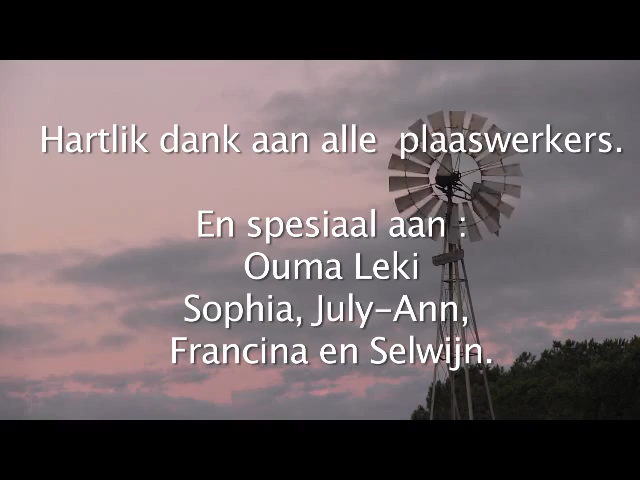 Hartlik dank aan alle plaaswerkers.
En spesiaal aan :
Ouma Leki
Sophia, July-Ann,
Francina en Selwijn.